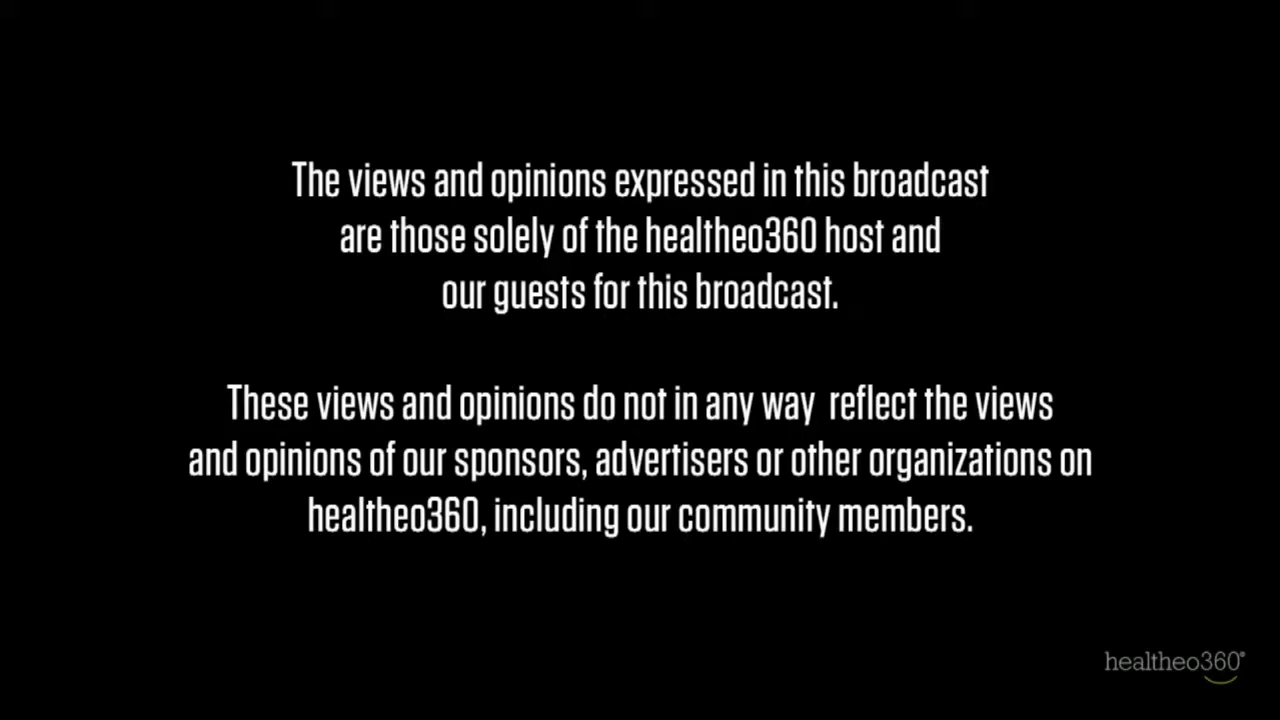 The views and opinions expressed in this broadcast
are those solely of the healtheo360 host and
our guests for this broadcast.
These views and opinions do not in any way  reflect the views
and opinions of our sponsors, advertisers or other organizations on
healtheo360, including our community members.
healtheo360®